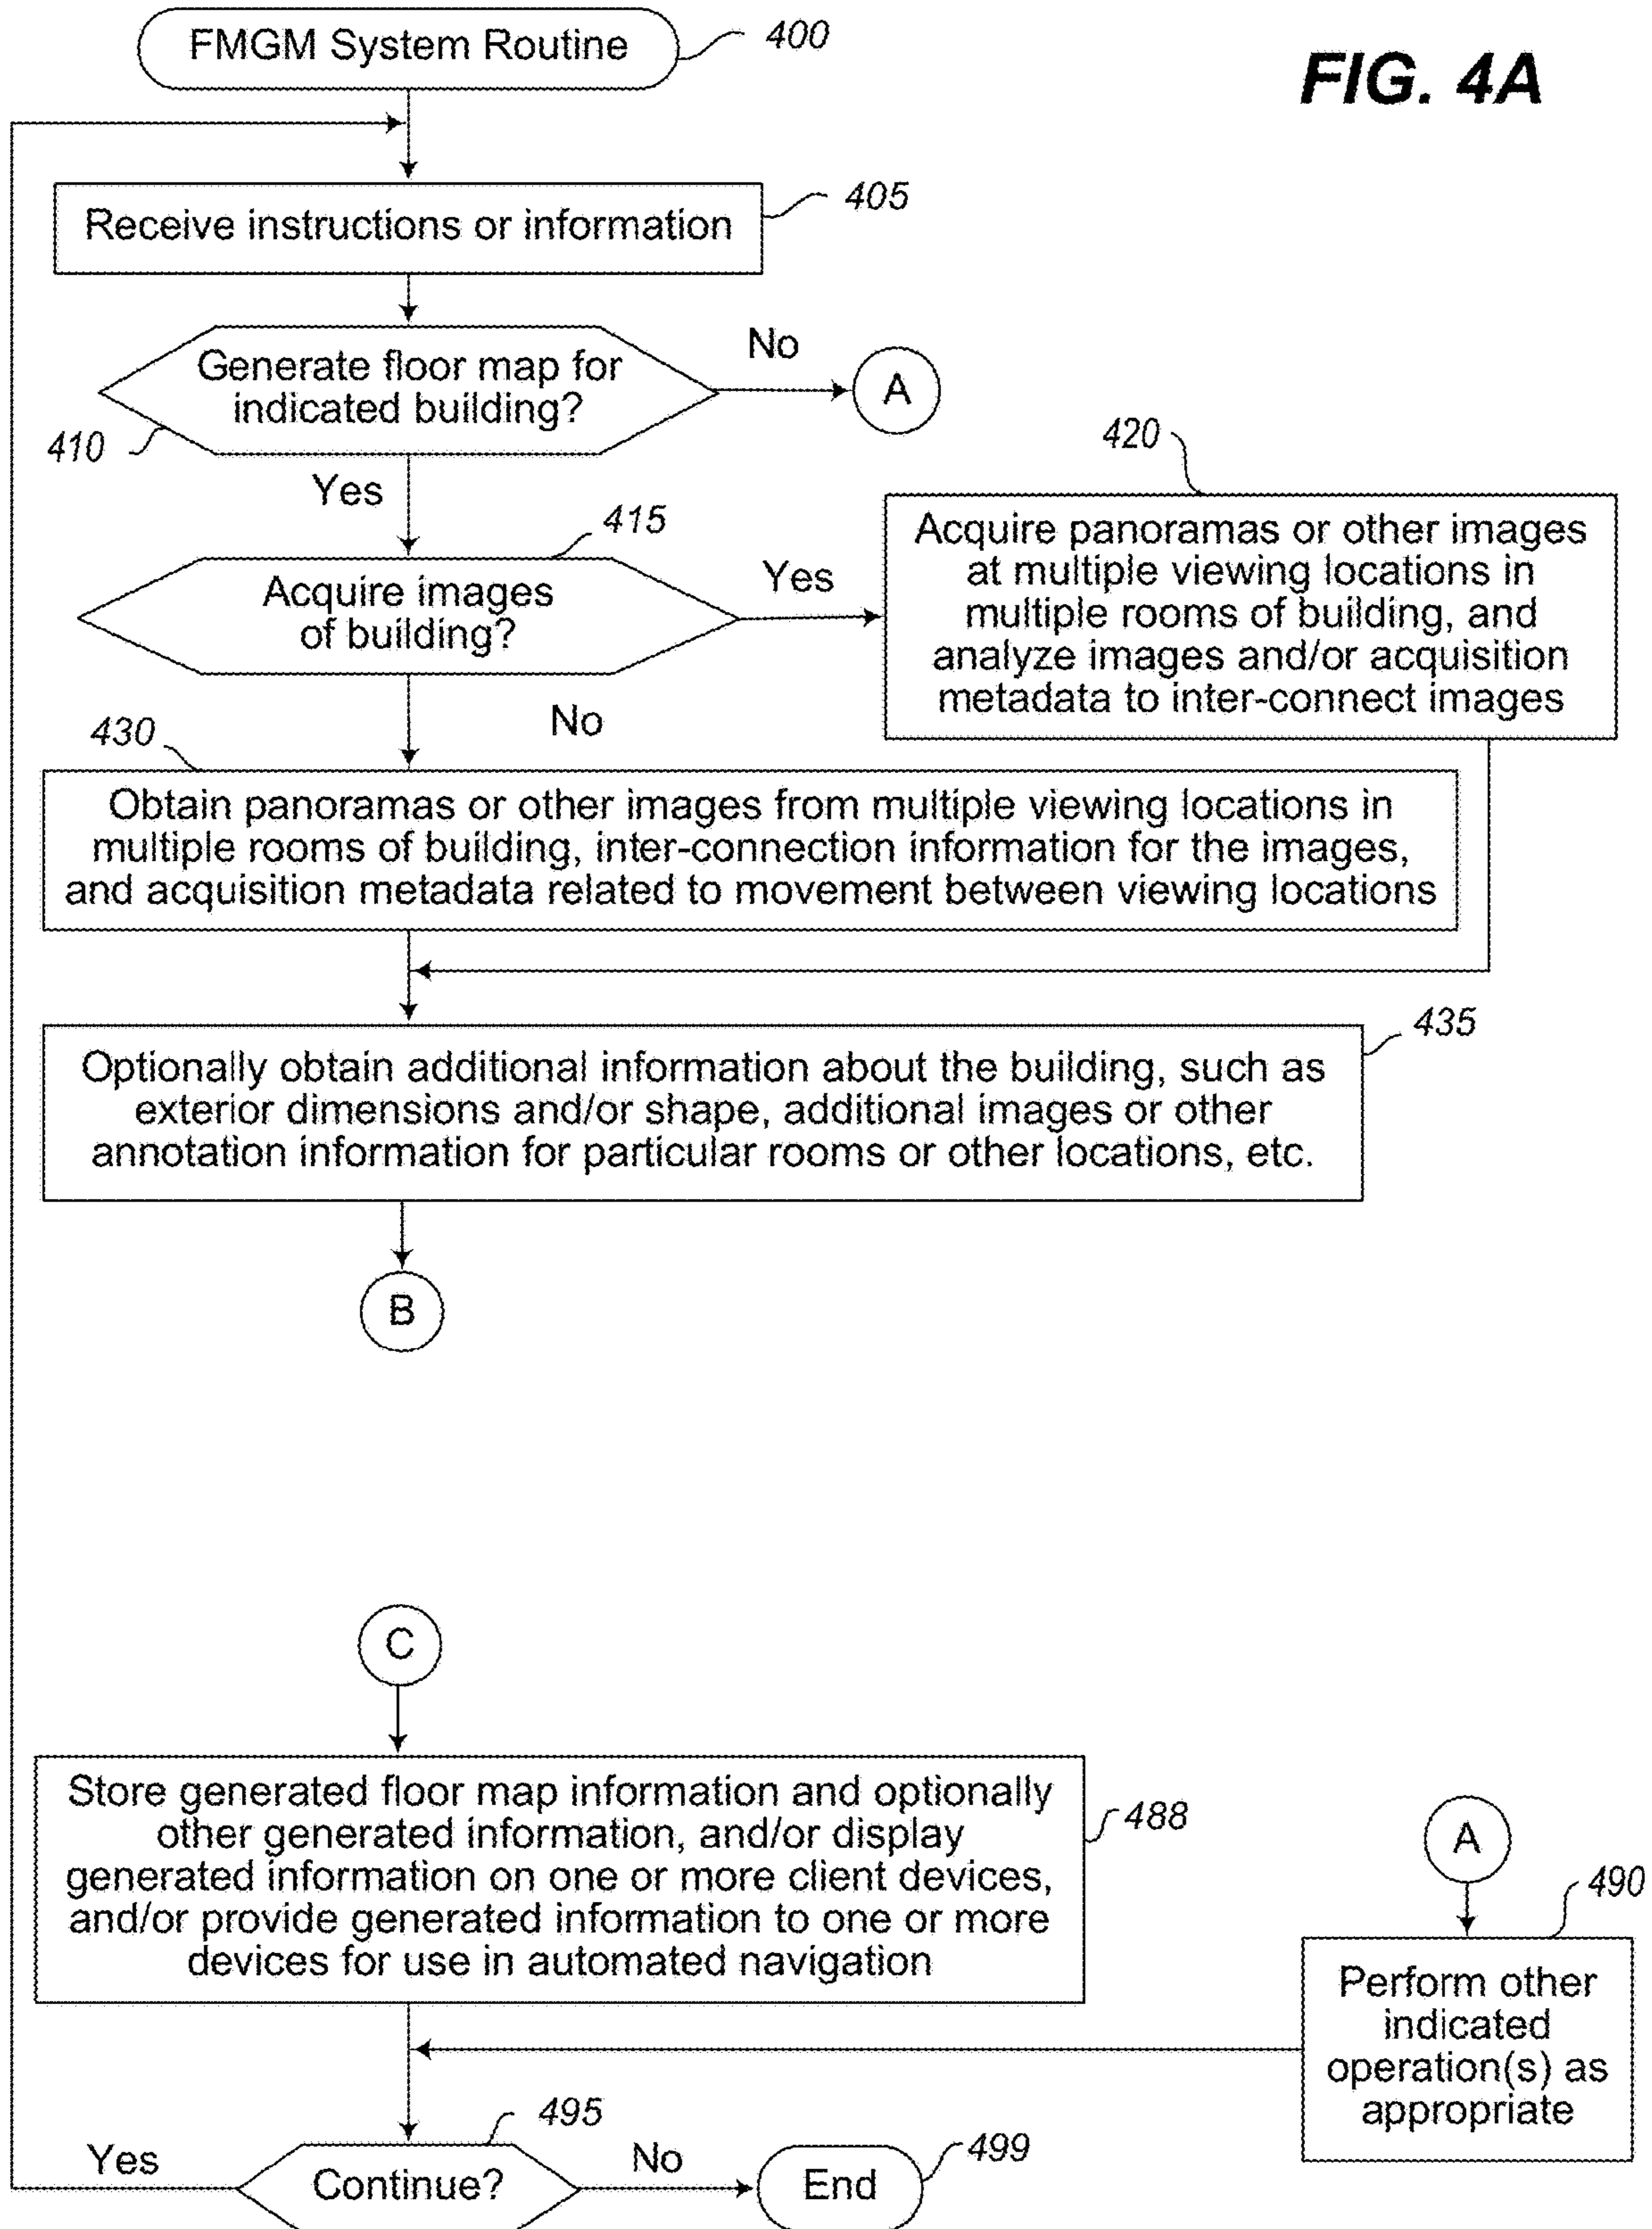 FMGM System Routine
400
FIG. 4A
Receive instructions or information
405
Generate floor map for
indicated building?
410
No
A
Yes
Acquire images
of building?
415
Yes
420
Acquire panoramas or other images
at multiple viewing locations in
multiple rooms of building, and
analyze images and/or acquisition
metadata to inter-connect images
No
430
Obtain panoramas or other images from multiple viewing locations in
multiple rooms of building, inter-connection information for the images,
and acquisition metadata related to movement between viewing locations
435
Optionally obtain additional information about the building, such as
exterior dimensions and/or shape, additional images or other
annotation information for particular rooms or other locations, etc.
B
C
Store generated floor map information and optionally
other generated information, and/or display
generated information on one or more client devices,
and/or provide generated information to one or more
devices for use in automated navigation
488
A
490
Perform other
indicated
operation(s) as
appropriate
495
Yes
Continue?
No
End
499